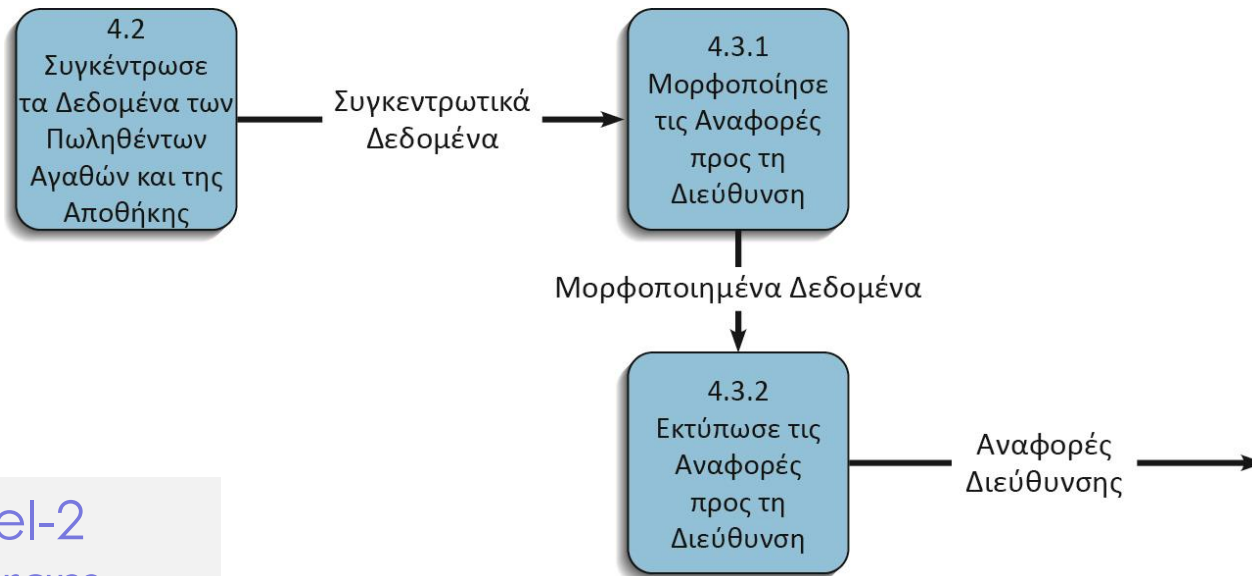 4.2
Συγκέντρωσε
τα Δεδομένα των
Πωληθέντων
Αγαθών και της
Αποθήκης
Συγκεντρωτικά
Δεδομένα
4.3.1
Μορφοποίησε
τις Αναφορές
προς τη
Διεύθυνση
Μορφοποιημένα Δεδομένα
4.3.2
Εκτύπωσε τις
Αναφορές
προς τη
Διεύθυνση
Αναφορές
Διεύθυνσης
el-2